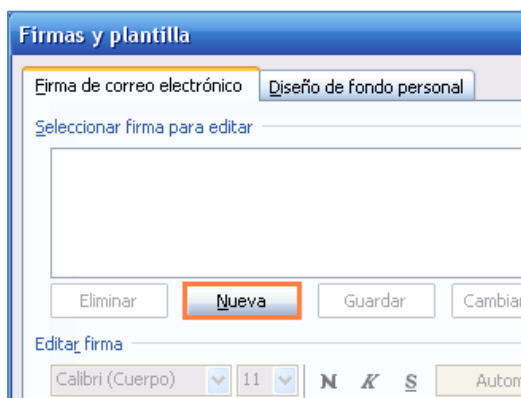 Firmas y plantilla
Firma de correo electrónico Diseño de fondo personal
Seleccionar firma para editar
Eliminar Nueva Guardar Cambiar
Editar firma
Calibri (Cuerpo) 11 N K S Autom